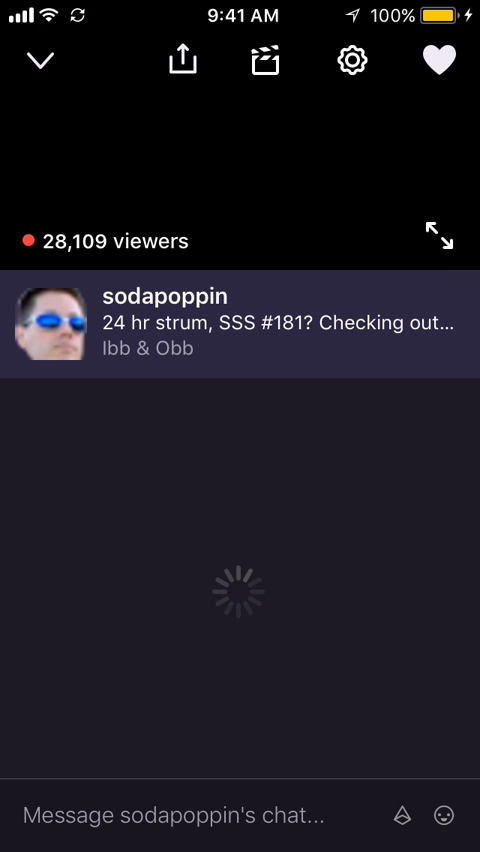 9:41 AM
100%
28,109 viewers
sodapoppin
24 hr strum, SSS #181? Checking out...
Ibb & Obb
Message sodapoppin's chat...